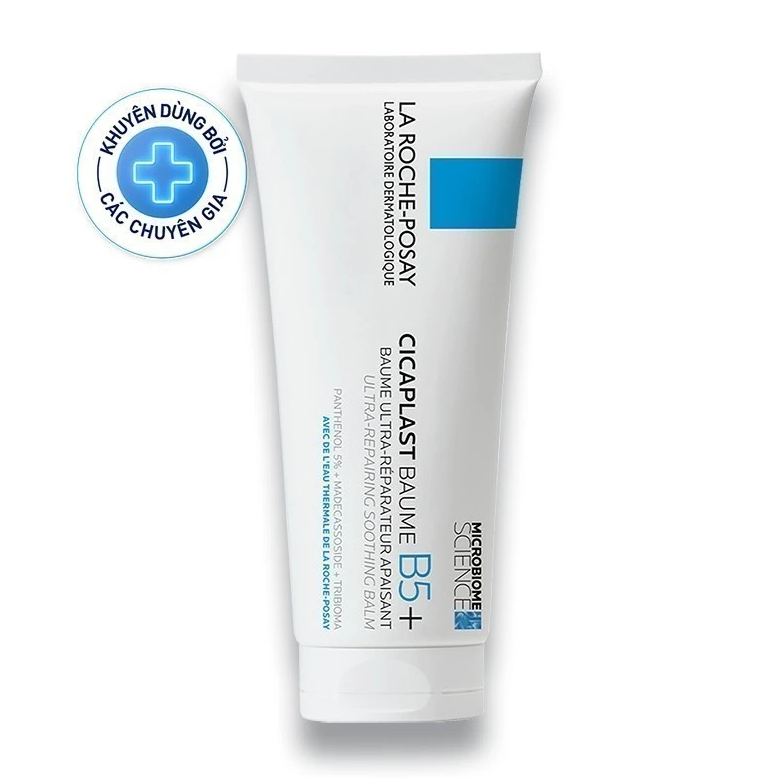 KHUYÊN DÙNG BỞI
CÁC CHUYÊN GIA
LA ROCHE-POSAY
LABORATOIRE DERMATOLOGIQUE
CICAPLAST BAUME B5+
BAUME ULTRA-RÉPARATEUR APAISANT
ULTRA-REPAIRING SOOTHING BALM
PANTHENOL 5% + MADECASSOSIDE + TRIBIOMA
AVEC DE L'EAU THERMALE DE LA ROCHE-POSAY
MICROBIOME
SCIENCE